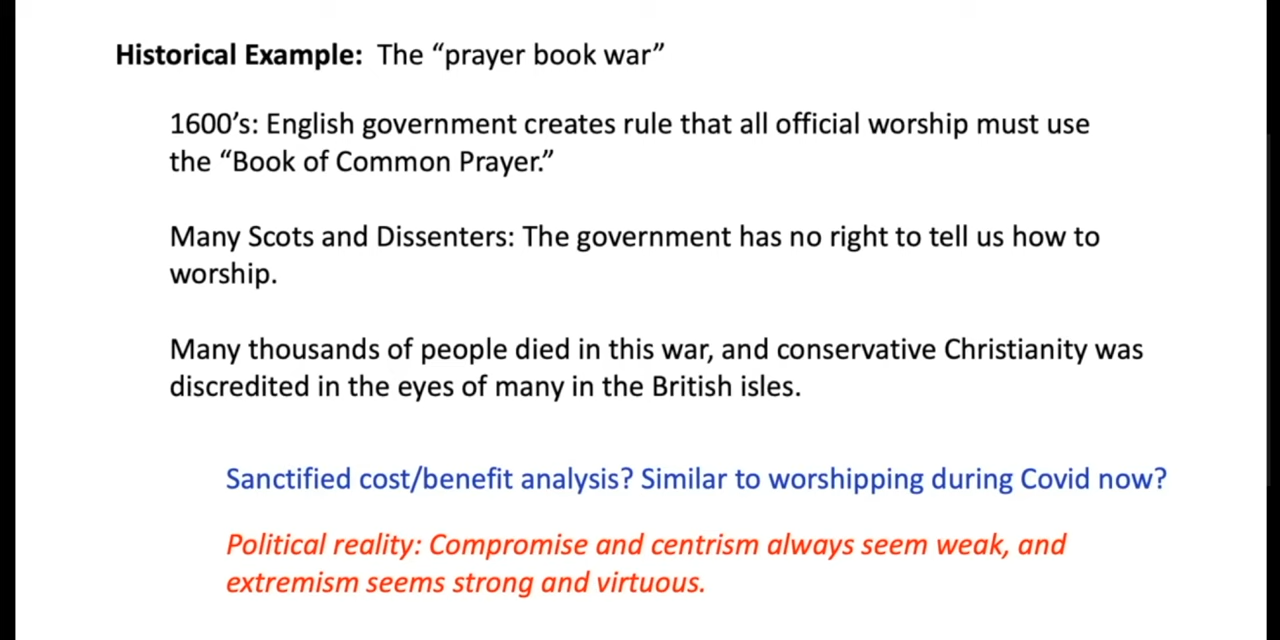 Historical Example: The “prayer book war”
1600’s: English government creates rule that all official worship must use
the “Book of Common Prayer.”
Many Scots and Dissenters: The government has no right to tell us how to
worship.
Many thousands of people died in this war, and conservative Christianity was
discredited in the eyes of many in the British isles.
Sanctified cost/benefit analysis? Similar to worshipping during Covid now?
Political reality: Compromise and centrism always seem weak, and
extremism seems strong and virtuous.